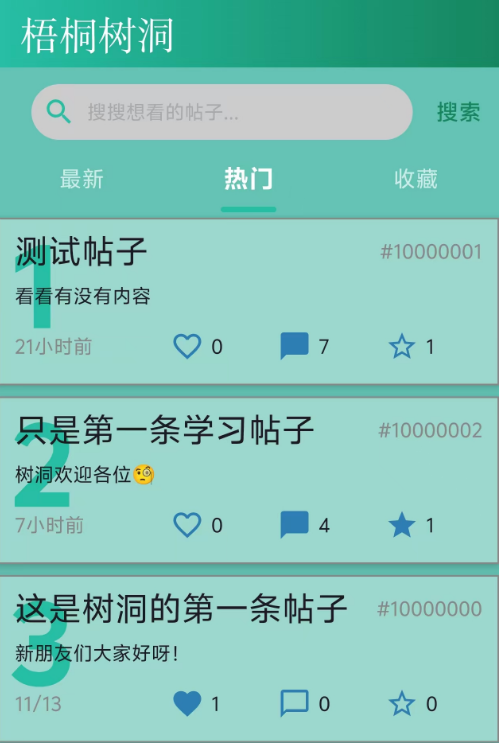 梧桐树洞
搜搜想看的帖子... 搜索
最新 热门 收藏
1
测试帖子 #10000001
看看有没有内容
21小时前 0 7 1
2
只是第一条学习帖子 #10000002
树洞欢迎各位🧐
7小时前 0 4 1
3
这是树洞的第一条帖子 #10000000
新朋友们大家好呀！
11/13 1 0 0